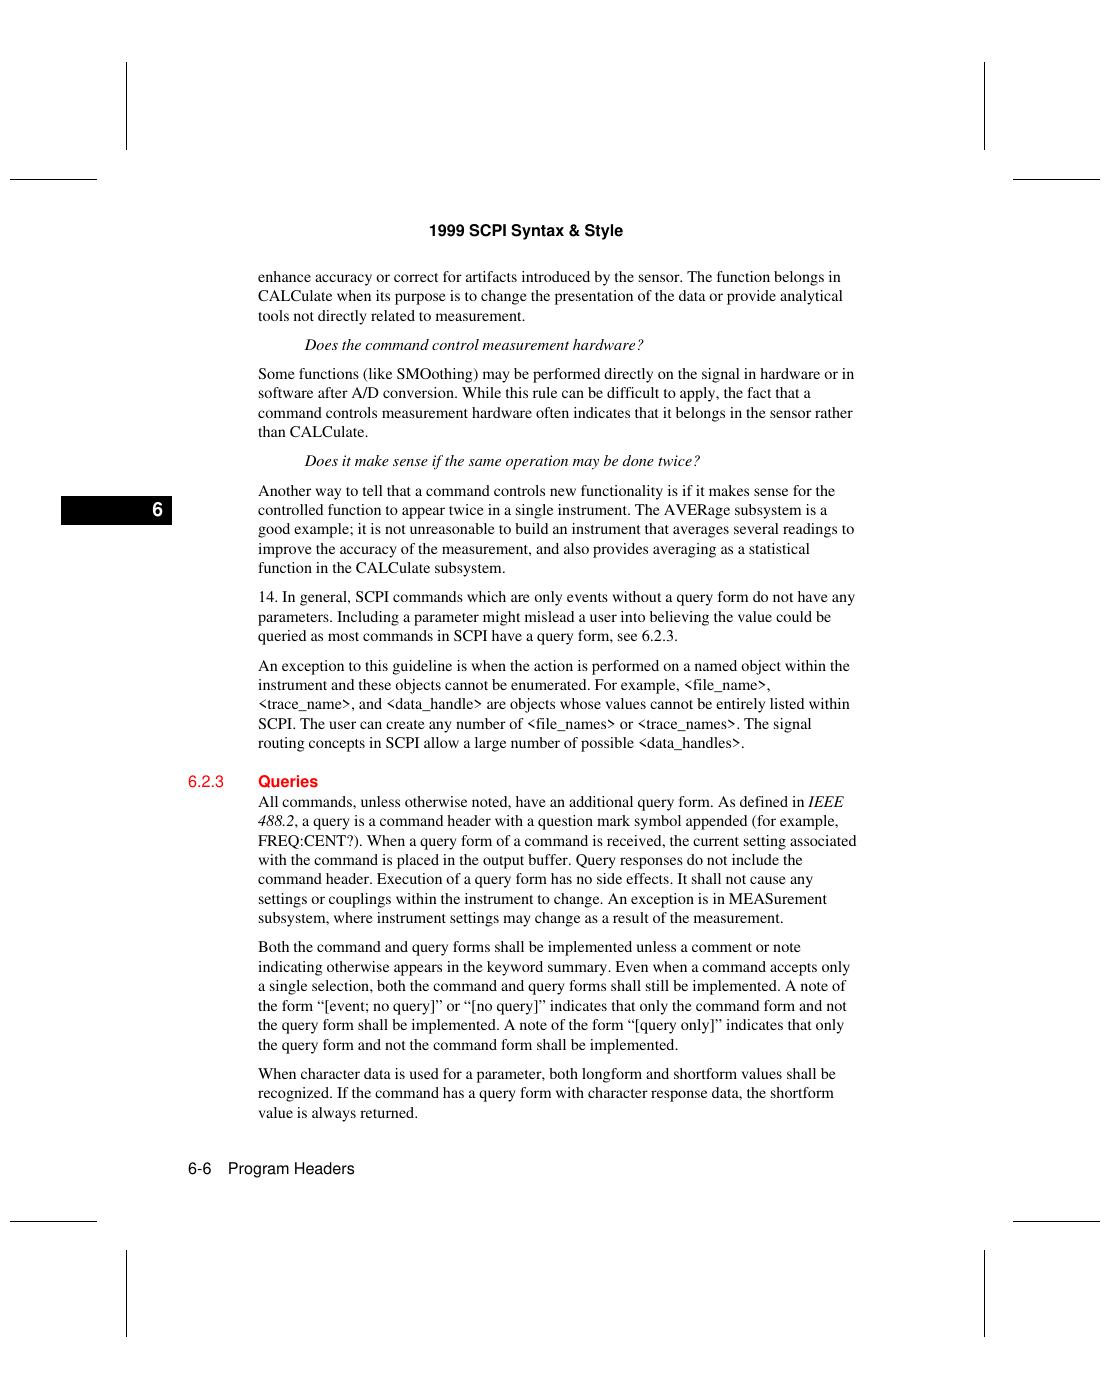 1999 SCPI Syntax & Style
enhance accuracy or correct for artifacts introduced by the sensor. The function belongs in
CALCulate when its purpose is to change the presentation of the data or provide analytical
tools not directly related to measurement.
Does the command control measurement hardware?
Some functions (like SMOothing) may be performed directly on the signal in hardware or in
software after A/D conversion. While this rule can be difficult to apply, the fact that a
command controls measurement hardware often indicates that it belongs in the sensor rather
than CALCulate.
Does it make sense if the same operation may be done twice?
6
Another way to tell that a command controls new functionality is if it makes sense for the
controlled function to appear twice in a single instrument. The AVERage subsystem is a
good example; it is not unreasonable to build an instrument that averages several readings to
improve the accuracy of the measurement, and also provides averaging as a statistical
function in the CALCulate subsystem.
14. In general, SCPI commands which are only events without a query form do not have any
parameters. Including a parameter might mislead a user into believing the value could be
queried as most commands in SCPI have a query form, see 6.2.3.
An exception to this guideline is when the action is performed on a named object within the
instrument and these objects cannot be enumerated. For example, <file_name>,
<trace_name>, and <data_handle> are objects whose values cannot be entirely listed within
SCPI. The user can create any number of <file_names> or <trace_names>. The signal
routing concepts in SCPI allow a large number of possible <data_handles>.
6.2.3 Queries
All commands, unless otherwise noted, have an additional query form. As defined in IEEE
488.2, a query is a command header with a question mark symbol appended (for example,
FREQ:CENT?). When a query form of a command is received, the current setting associated
with the command is placed in the output buffer. Query responses do not include the
command header. Execution of a query form has no side effects. It shall not cause any
settings or couplings within the instrument to change. An exception is in MEASurement
subsystem, where instrument settings may change as a result of the measurement.
Both the command and query forms shall be implemented unless a comment or note
indicating otherwise appears in the keyword summary. Even when a command accepts only
a single selection, both the command and query forms shall still be implemented. A note of
the form “[event; no query]” or “[no query]” indicates that only the command form and not
the query form shall be implemented. A note of the form “[query only]” indicates that only
the query form and not the command form shall be implemented.
When character data is used for a parameter, both longform and shortform values shall be
recognized. If the command has a query form with character response data, the shortform
value is always returned.
6-6 Program Headers